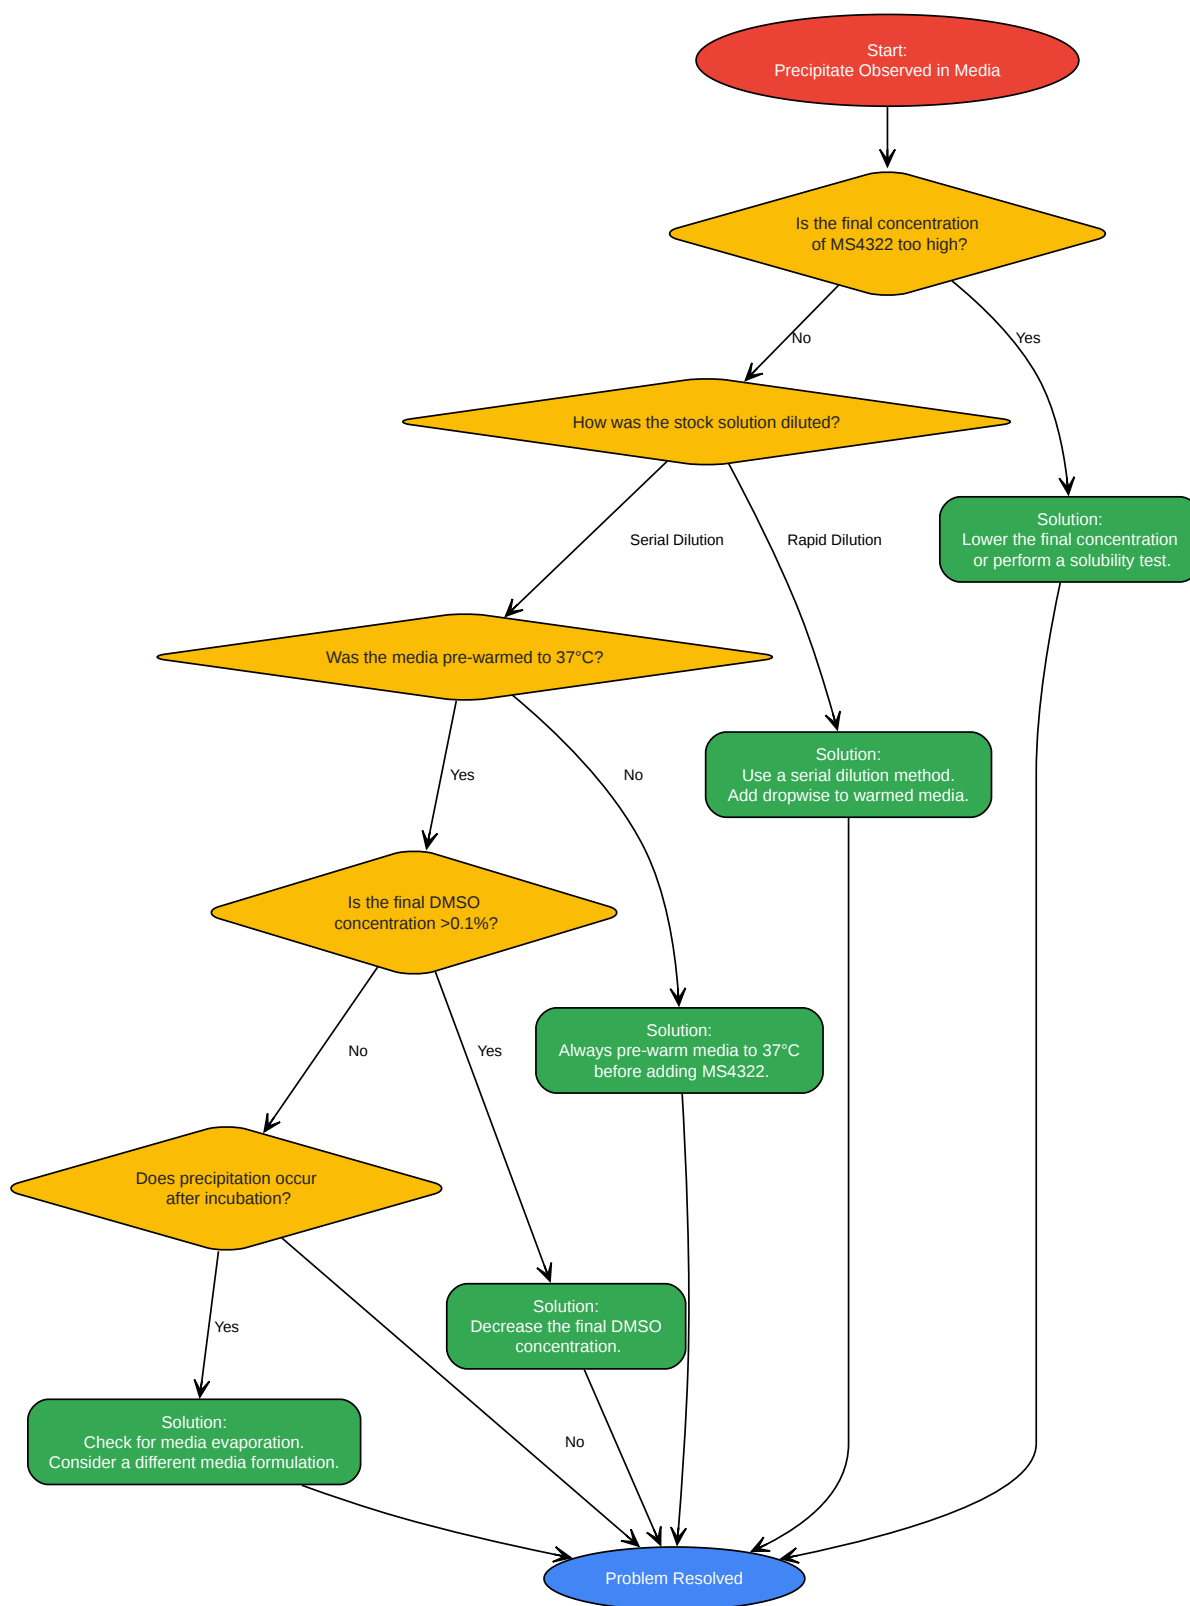 Start:
Precipitate Observed in Media
Is the final concentration
of MS4322 too high?
No
Yes
How was the stock solution diluted?
Solution:
Lower the final concentration
or perform a solubility test.
Serial Dilution
Rapid Dilution
Was the media pre-warmed to 37°C?
Solution:
Use a serial dilution method.
Add dropwise to warmed media.
Yes
No
Is the final DMSO
concentration >0.1%?
Solution:
Always pre-warm media to 37°C
before adding MS4322.
No
Yes
Does precipitation occur
after incubation?
Solution:
Decrease the final DMSO
concentration.
Yes
Solution:
Check for media evaporation.
Consider a different media formulation.
No
Problem Resolved